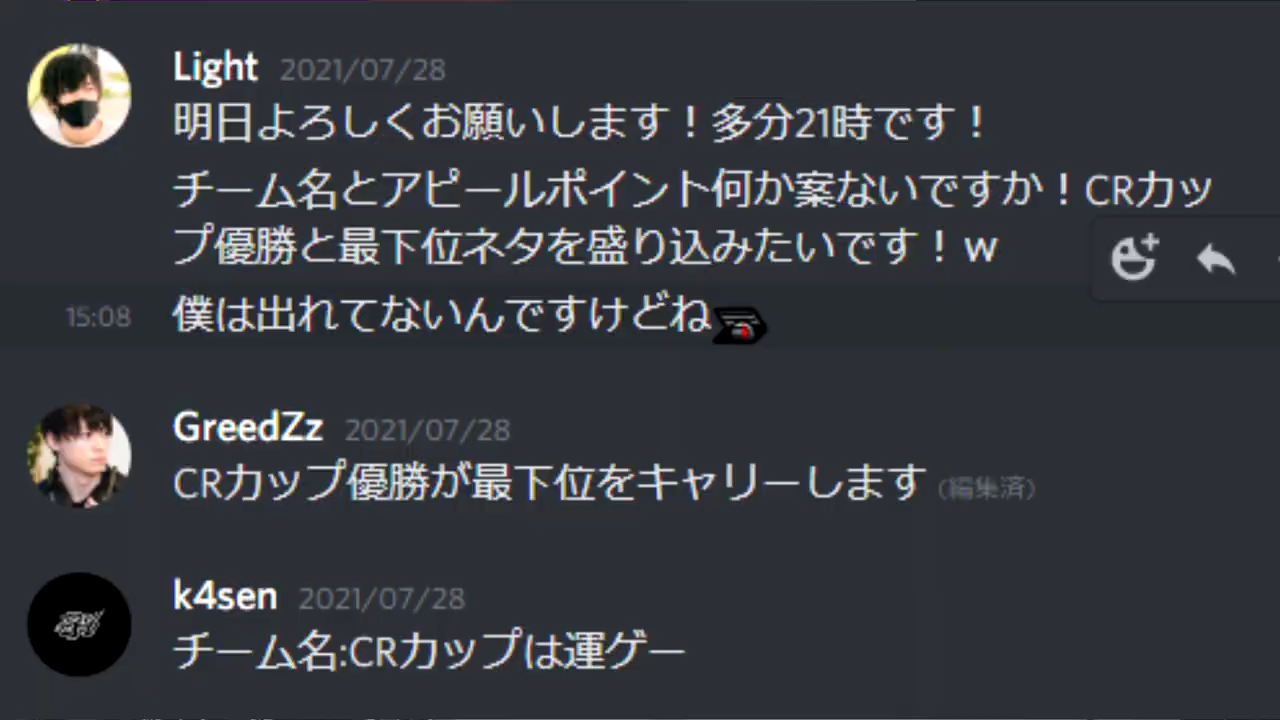 Light 2021/07/28
明日よろしくお願いします！多分21時です！
チーム名とアピールポイント何か案ないですか！CRカッ
プ優勝と最下位ネタを盛り込みたいです！w
15:08 僕は出れてないんですけどね
GreedZz 2021/07/28
CRカップ優勝が最下位をキャリーします (編集済)
k4sen 2021/07/28
チーム名:CRカップは運ゲー